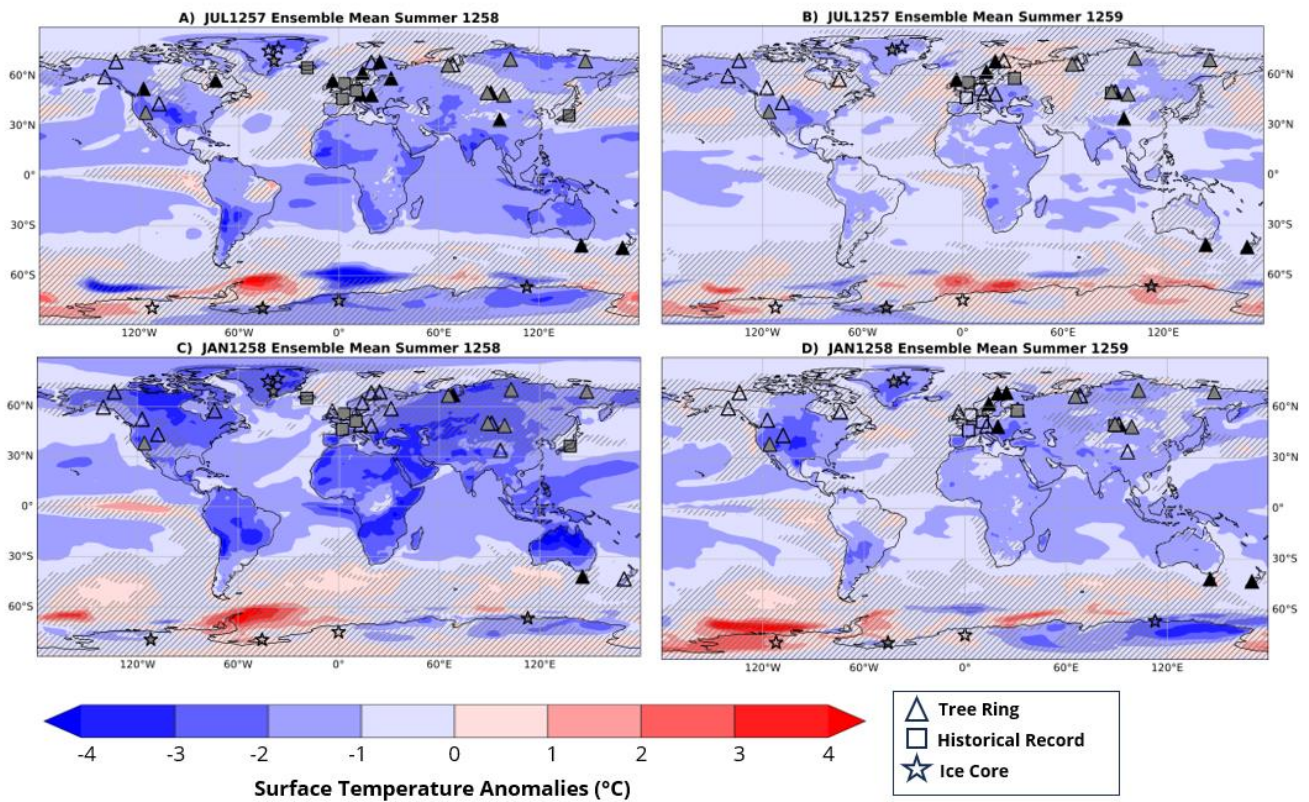 A) JUL1257 Ensemble Mean Summer 1258
B) JUL1257 Ensemble Mean Summer 1259
60°N
30°N
0°
30°S
60°S
60°N
30°N
0°
30°S
60°S
120°W 60°W 0° 60°E 120°E
120°W 60°W 0° 60°E 120°E
C) JAN1258 Ensemble Mean Summer 1258
D) JAN1258 Ensemble Mean Summer 1259
60°N
30°N
0°
30°S
60°S
60°N
30°N
0°
30°S
60°S
120°W 60°W 0° 60°E 120°E
120°W 60°W 0° 60°E 120°E
-4 -3 -2 -1 0 1 2 3 4
Surface Temperature Anomalies (°C)
Tree Ring
Historical Record
Ice Core